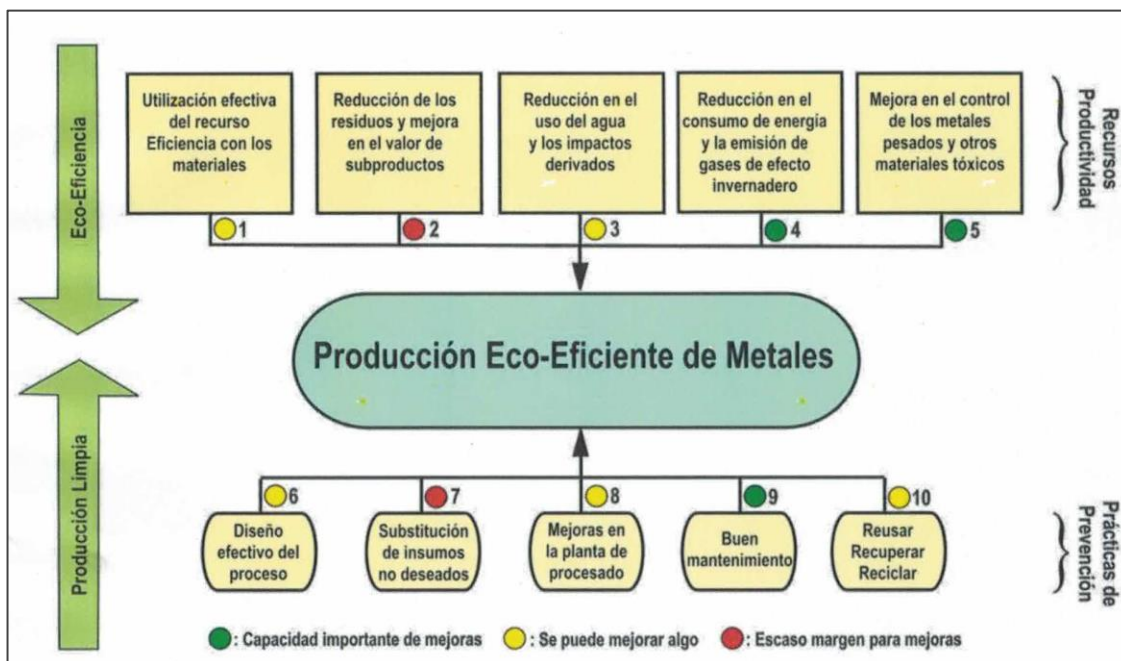 Eco-Eficiencia
Utilización efectiva
del recurso
Eficiencia con los
materiales
Reducción de los
residuos y mejora
en el valor de
subproductos
Reducción en el
uso del agua
y los impactos
derivados
Reducción en el
consumo de energía
y la emisión de
gases de efecto
invernadero
Mejora en el control
de los metales
pesados y otros
materiales tóxicos
Recursos
Productividad
1
2
3
4
5
Producción Eco-Eficiente de Metales
Producción Limpia
6
7
8
9
10
Diseño
efectivo del
proceso
Substitución
de insumos
no deseados
Mejoras en
la planta de
procesado
Buen
mantenimiento
Reusar
Recuperar
Reciclar
Prácticas de
Prevención
: Capacidad importante de mejoras
: Se puede mejorar algo
: Escaso margen para mejoras